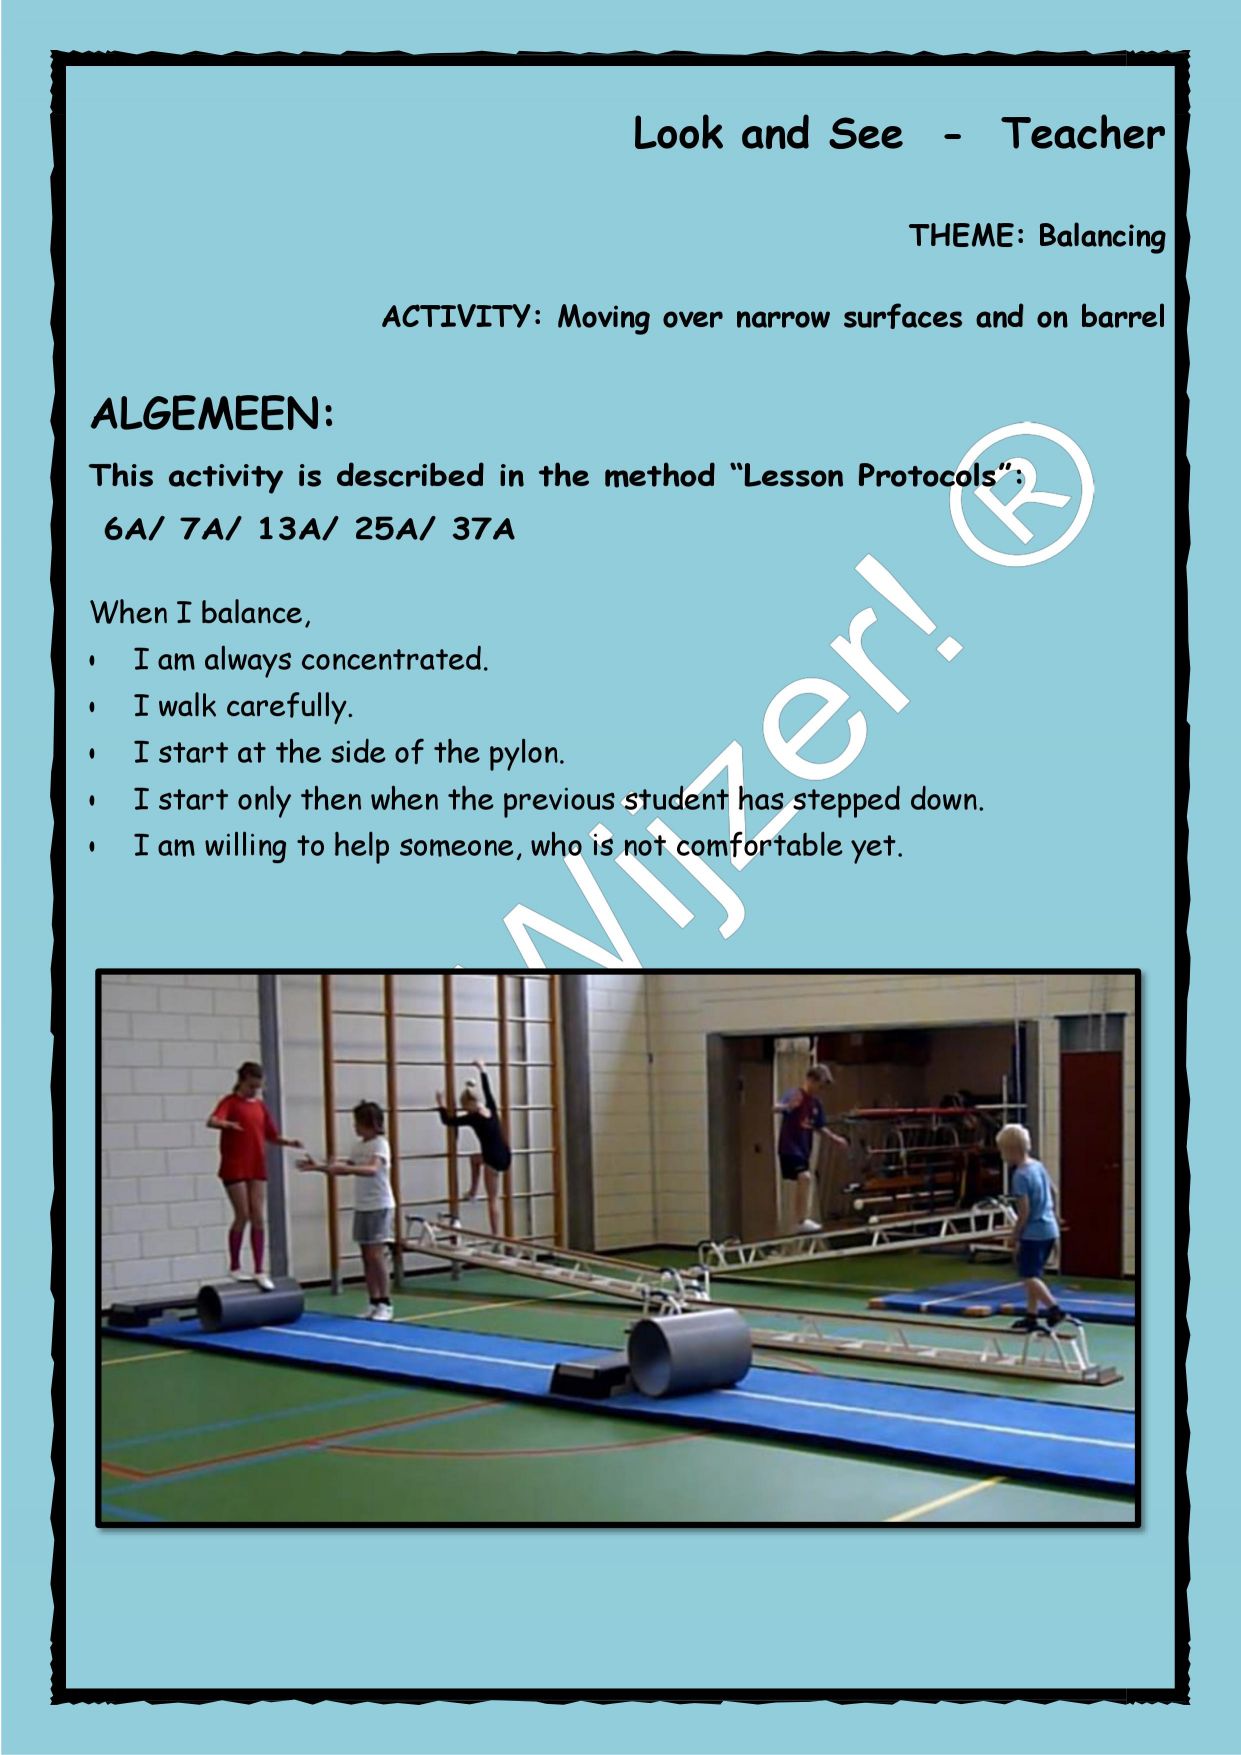 Look and See - Teacher
THEME: Balancing
ACTIVITY: Moving over narrow surfaces and on barrel
ALGEMEEN:
This activity is described in the method “Lesson Protocols”:
6A/ 7A/ 13A/ 25A/ 37A
When I balance,
• I am always concentrated.
• I walk carefully.
• I start at the side of the pylon.
• I start only then when the previous student has stepped down.
• I am willing to help someone, who is not comfortable yet.
Wijzer! ®